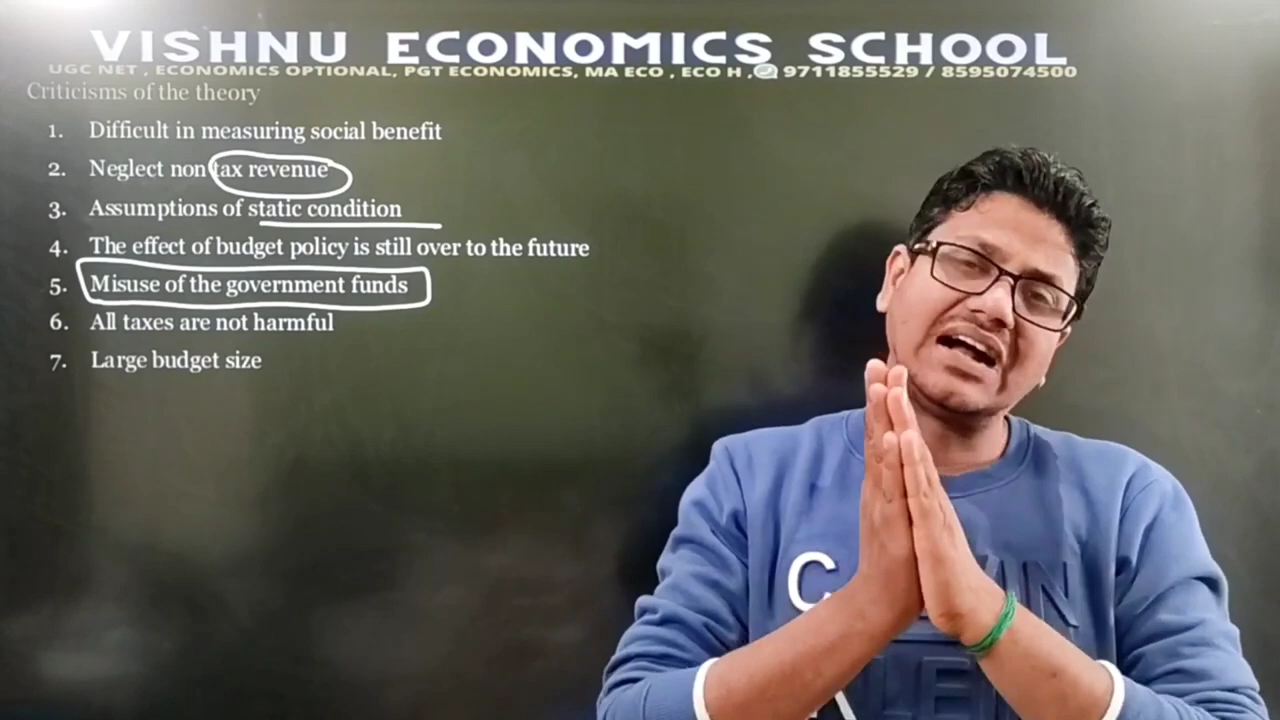 VISHNU ECONOMICS SCHOOL
UGC NET , ECONOMICS OPTIONAL, PGT ECONOMICS, MA ECO , ECO H , 9711855529 / 8595074500
Criticisms of the theory
1. Difficult in measuring social benefit
2. Neglect non tax revenue
3. Assumptions of static condition
4. The effect of budget policy is still over to the future
5. Misuse of the government funds
6. All taxes are not harmful
7. Large budget size